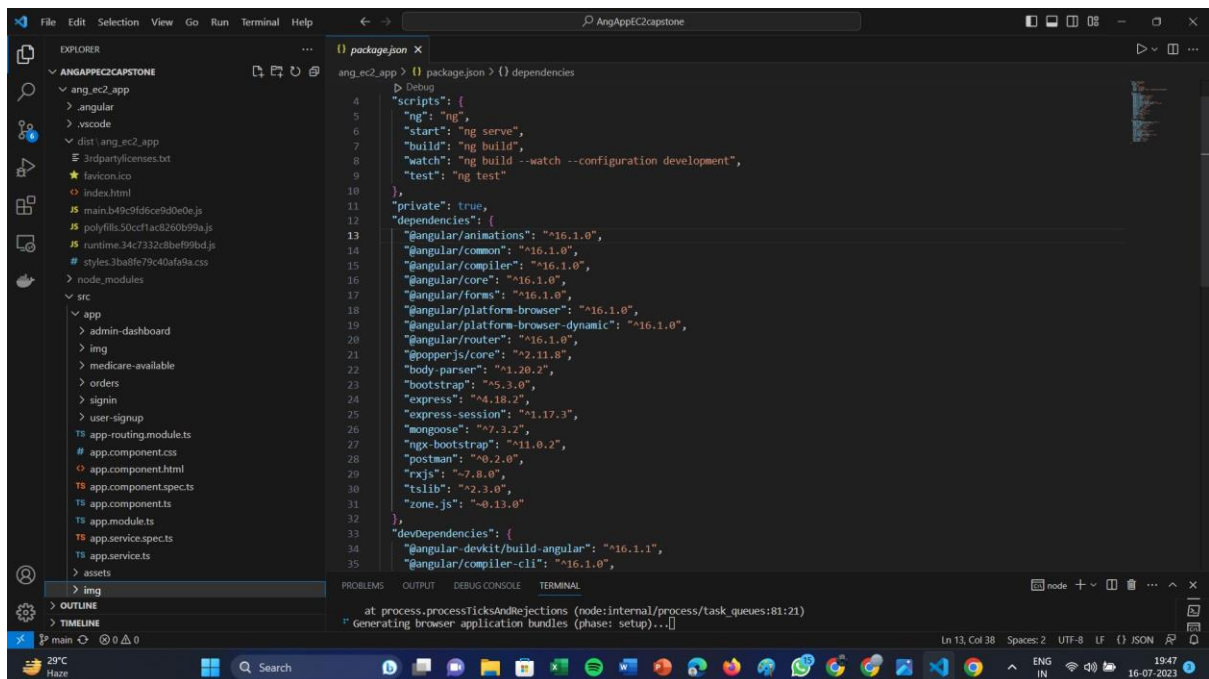 File Edit Selection View Go Run Terminal Help
AngAppEC2capstone
EXPLORER
ANGAPPEC2CAPSTONE
ang_ec2_app
.angular
.vscode
dist \ ang_ec2_app
3rdpartylicenses.txt
favicon.ico
index.html
JS main.b49c9fd6ce9d0e0e.js
JS polyfills.50ccf1ac8260b99a.js
JS runtime.34c7332c8bef99bd.js
# styles.3ba8fe79c40afa9a.css
node_modules
src
app
admin-dashboard
img
medicare-available
orders
signin
user-signup
TS app-routing.module.ts
# app.component.css
app.component.html
TS app.component.spec.ts
TS app.component.ts
TS app.module.ts
TS app.service.spec.ts
TS app.service.ts
assets
img
OUTLINE
TIMELINE
{} package.json
ang_ec2_app > {} package.json > {} dependencies
Debug
4 "scripts": {
5 "ng": "ng",
6 "start": "ng serve",
7 "build": "ng build",
8 "watch": "ng build --watch --configuration development",
9 "test": "ng test"
10 },
11 "private": true,
12 "dependencies": {
13 "@angular/animations": "^16.1.0",
14 "@angular/common": "^16.1.0",
15 "@angular/compiler": "^16.1.0",
16 "@angular/core": "^16.1.0",
17 "@angular/forms": "^16.1.0",
18 "@angular/platform-browser": "^16.1.0",
19 "@angular/platform-browser-dynamic": "^16.1.0",
20 "@angular/router": "^16.1.0",
21 "@popperjs/core": "^2.11.8",
22 "body-parser": "^1.20.2",
23 "bootstrap": "^5.3.0",
24 "express": "^4.18.2",
25 "express-session": "^1.17.3",
26 "mongoose": "^7.3.2",
27 "ngx-bootstrap": "^11.0.2",
28 "postman": "^0.2.0",
29 "rxjs": "~7.8.0",
30 "tslib": "^2.3.0",
31 "zone.js": "~0.13.0"
32 },
33 "devDependencies": {
34 "@angular-devkit/build-angular": "^16.1.1",
35 "@angular/compiler-cli": "^16.1.0",
PROBLEMS OUTPUT DEBUG CONSOLE TERMINAL
node
at process.processTicksAndRejections (node:internal/process/task_queues:81:21)
Generating browser application bundles (phase: setup)...
main 0 0
Ln 13, Col 38 Spaces: 2 UTF-8 LF {} JSON
29°C
Haze
Search
ENG
IN
19:47
16-07-2023